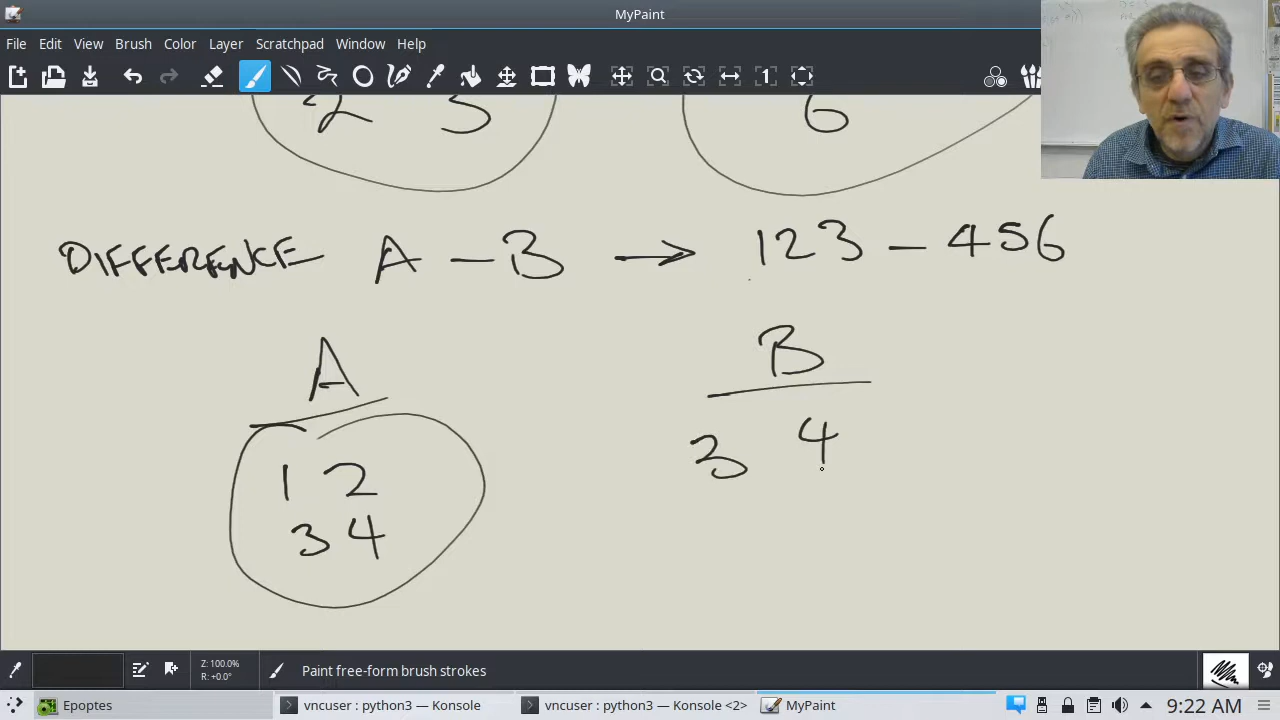 MyPaint
File Edit View Brush Color Layer Scratchpad Window Help
2 3 6
DIFFERENCE A - B → 123 - 456
A B
1 2
3 4
3 4
Z: 100.0%
R: +0.0°
Paint free-form brush strokes
Epoptes
vncuser : python3 — Konsole
vncuser : python3 — Konsole <2>
MyPaint
9:22 AM